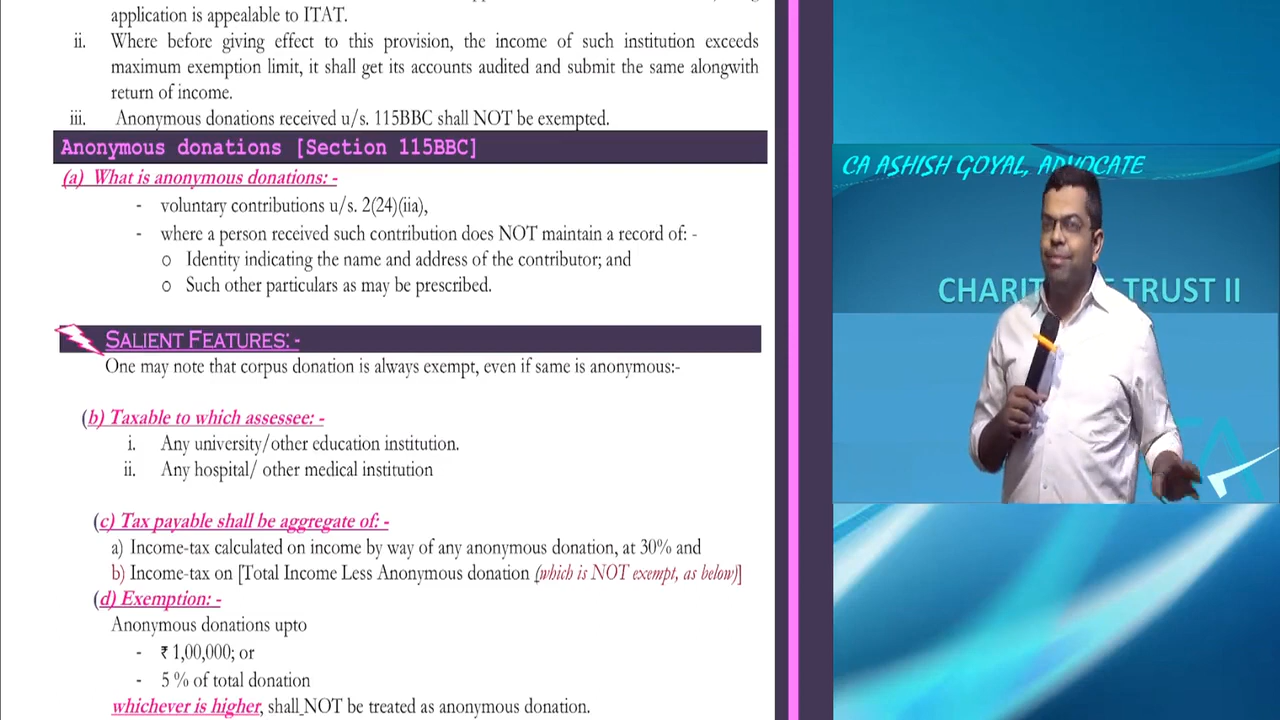 application is appealable to ITAT.
ii. Where before giving effect to this provision, the income of such institution exceeds
maximum exemption limit, it shall get its accounts audited and submit the same alongwith
return of income.
iii. Anonymous donations received u/s. 115BBC shall NOT be exempted.
Anonymous donations [Section 115BBC]
(a) What is anonymous donations: -
- voluntary contributions u/s. 2(24)(iia),
- where a person received such contribution does NOT maintain a record of: -
o Identity indicating the name and address of the contributor; and
o Such other particulars as may be prescribed.
SALIENT FEATURES: -
One may note that corpus donation is always exempt, even if same is anonymous:-
(b) Taxable to which assessee: -
i. Any university/other education institution.
ii. Any hospital/ other medical institution
(c) Tax payable shall be aggregate of: -
a) Income-tax calculated on income by way of any anonymous donation, at 30% and
b) Income-tax on [Total Income Less Anonymous donation (which is NOT exempt, as below)]
(d) Exemption: -
Anonymous donations upto
- ₹ 1,00,000; or
- 5 % of total donation
whichever is higher, shall NOT be treated as anonymous donation.
CA ASHISH GOYAL, ADVOCATE
TRUST II